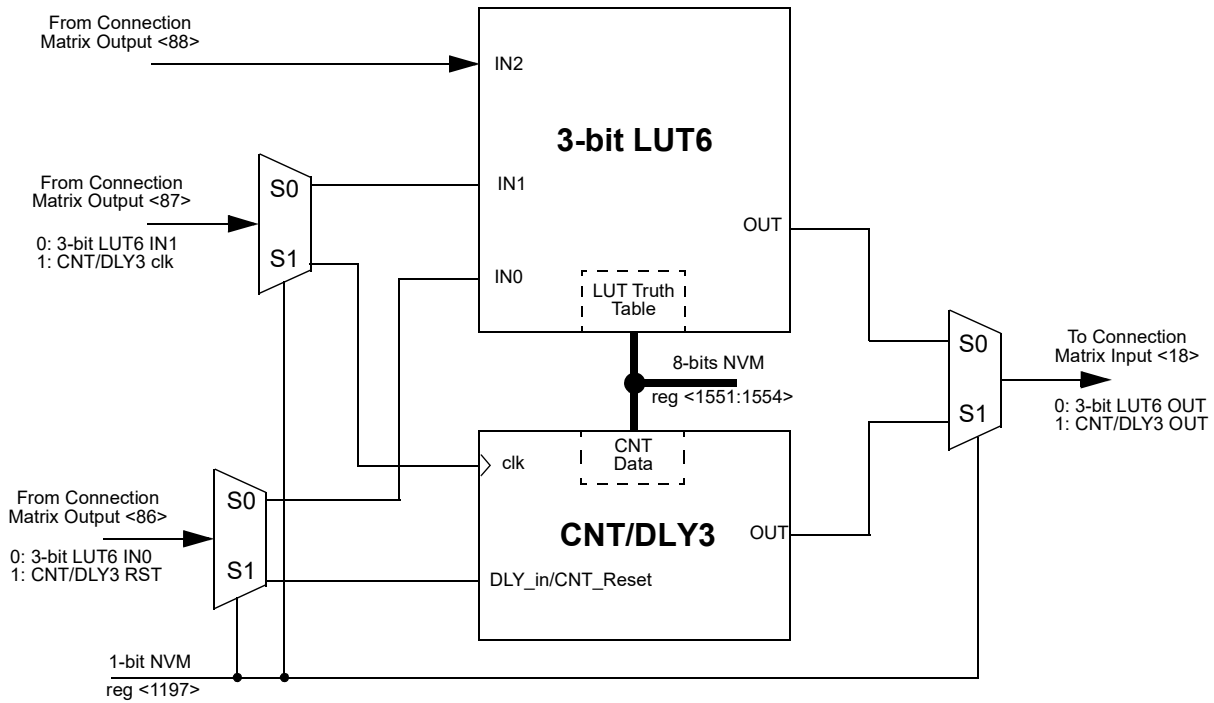 From Connection
Matrix Output <88>
IN2
3-bit LUT6
From Connection
Matrix Output <87>
0: 3-bit LUT6 IN1
1: CNT/DLY3 clk
S0
S1
IN1
IN0
OUT
LUT Truth
Table
8-bits NVM
reg <1551:1554>
S0
S1
To Connection
Matrix Input <18>
0: 3-bit LUT6 OUT
1: CNT/DLY3 OUT
CNT
Data
clk
CNT/DLY3
OUT
DLY_in/CNT_Reset
From Connection
Matrix Output <86>
0: 3-bit LUT6 IN0
1: CNT/DLY3 RST
S0
S1
1-bit NVM
reg <1197>